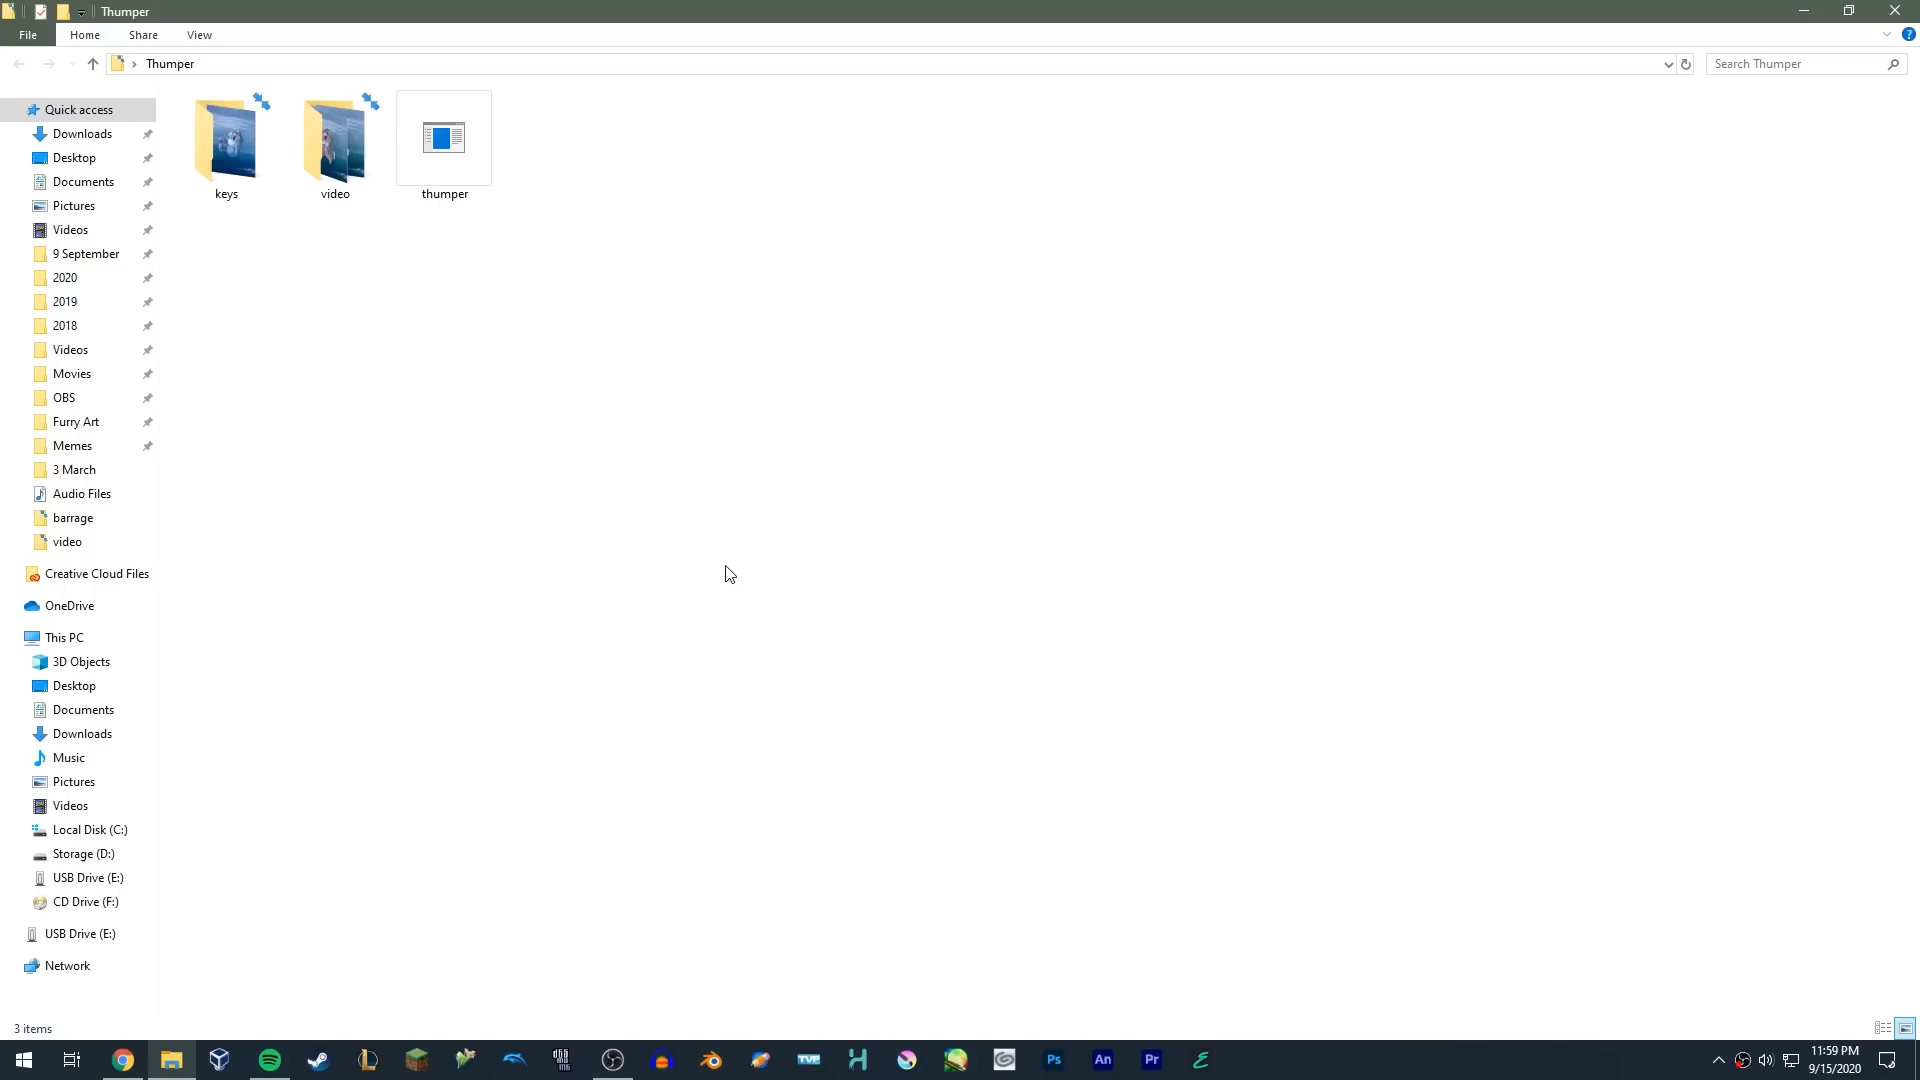 Thumper
File
Home
Share
View
Thumper
Search Thumper
Quick access
Downloads
Desktop
Documents
Pictures
Videos
9 September
2020
2019
2018
Videos
Movies
OBS
Furry Art
Memes
3 March
Audio Files
barrage
video
Creative Cloud Files
OneDrive
This PC
3D Objects
Desktop
Documents
Downloads
Music
Pictures
Videos
Local Disk (C:)
Storage (D:)
USB Drive (E:)
CD Drive (F:)
USB Drive (E:)
Network
keys
video
thumper
3 items
TVP
Ps
An
Pr
11:59 PM
9/15/2020